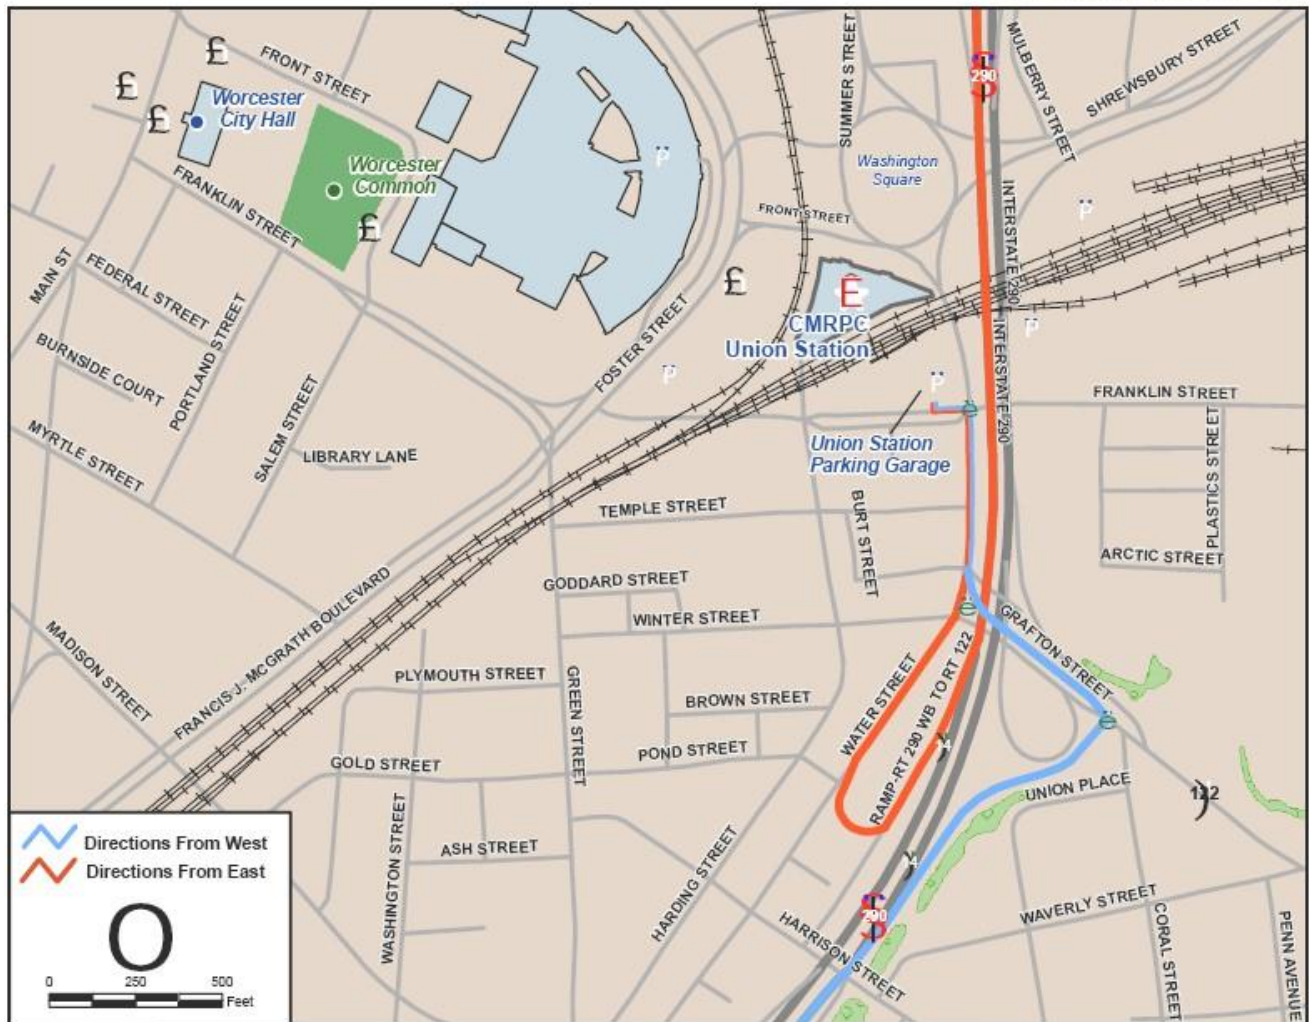 FRONT STREET
Worcester
City Hall
Worcester
Common
FRANKLIN STREET
MAIN ST
FEDERAL STREET
BURNSIDE COURT
PORTLAND STREET
MYRTLE STREET
SALEM STREET
LIBRARY LANE
£
£
£
£
£
P
P
P
P
P
SUMMER STREET
MULBERRY STREET
SHREWSBURY STREET
290
Washington
Square
FRONT STREET
INTERSTATE 290
INTERSTATE 290
Ê
CMRPC
Union Station
FOSTER STREET
Union Station
Parking Garage
FRANKLIN STREET
PLASTICS STREET
ARCTIC STREET
TEMPLE STREET
BURT STREET
GODDARD STREET
WINTER STREET
GRAFTON STREET
MADISON STREET
FRANCIS J. MCGRATH BOULEVARD
PLYMOUTH STREET
GREEN STREET
BROWN STREET
WATER STREET
RAMP-RT 290 WB TO RT 122
GOLD STREET
POND STREET
UNION PLACE
122
14
14
WASHINGTON STREET
ASH STREET
HARDING STREET
HARRISON STREET
290
WAVERLY STREET
CORAL STREET
PENN AVENUE
Directions From West
Directions From East
O
0 250 500
Feet